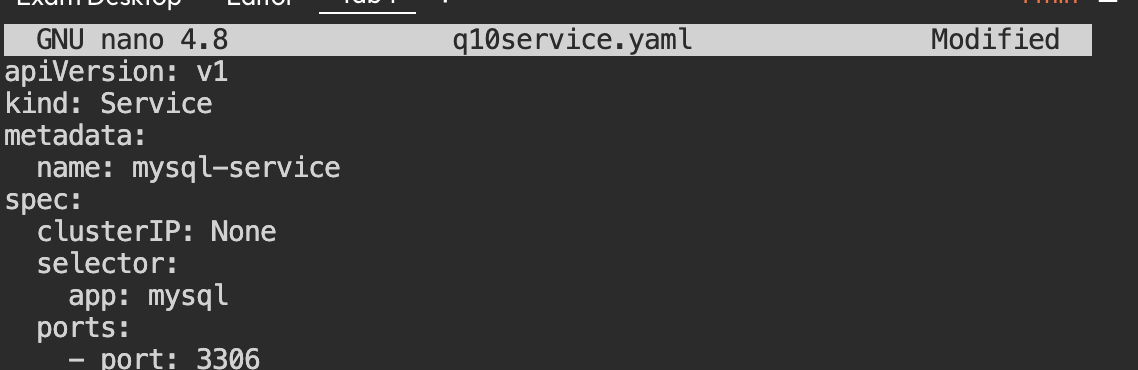 Exam Desktop Editor Tab 1 +
GNU nano 4.8 q10service.yaml Modified
apiVersion: v1
kind: Service
metadata:
  name: mysql-service
spec:
  clusterIP: None
  selector:
    app: mysql
  ports:
    - port: 3306